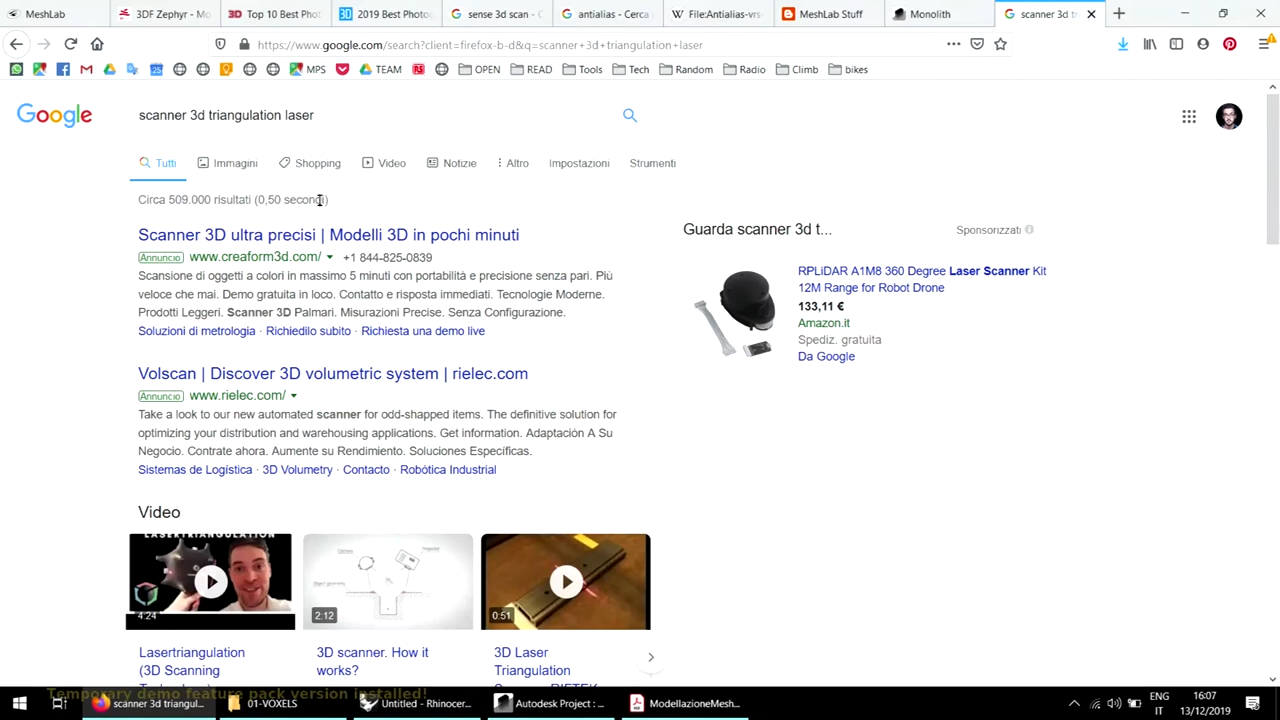 MeshLab
3DF Zephyr - Mo
Top 10 Best Phot
2019 Best Photog
sense 3d scan - C
antialias - Cerca
File:Antialias-vrs-
MeshLab Stuff
Monolith
scanner 3d tr
https://www.google.com/search?client=firefox-b-d&q=scanner+3d+triangulation+laser
MPS
TEAM
OPEN
READ
Tools
Tech
Random
Radio
Climb
bikes
Google
scanner 3d triangulation laser
Tutti
Immagini
Shopping
Video
Notizie
Altro
Impostazioni
Strumenti
Circa 509.000 risultati (0,50 secondi)
Scanner 3D ultra precisi | Modelli 3D in pochi minuti
Annuncio www.creaform3d.com/ +1 844-825-0839
Scansione di oggetti a colori in massimo 5 minuti con portabilità e precisione senza pari. Più
veloce che mai. Demo gratuita in loco. Contatto e risposta immediati. Tecnologie Moderne.
Prodotti Leggeri. Scanner 3D Palmari. Misurazioni Precise. Senza Configurazione.
Soluzioni di metrologia · Richiedilo subito · Richiesta una demo live
Volscan | Discover 3D volumetric system | rielec.com
Annuncio www.rielec.com/
Take a look to our new automated scanner for odd-shapped items. The definitive solution for
optimizing your distribution and warehousing applications. Get information. Adaptación A Su
Negocio. Contrate ahora. Aumente su Rendimiento. Soluciones Específicas.
Sistemas de Logística · 3D Volumetry · Contacto · Robótica Industrial
Guarda scanner 3d t...
Sponsorizzati
RPLiDAR A1M8 360 Degree Laser Scanner Kit
12M Range for Robot Drone
133,11 €
Amazon.it
Spediz. gratuita
Da Google
Video
LASERTRIANGULATION
4:24
2:12
0:51
Lasertriangulation
(3D Scanning
3D scanner. How it
works?
3D Laser
Triangulation
Temporary demo feature pack version installed!
scanner 3d triangul...
01-VOXELS
Untitled - Rhinocer...
Autodesk Project : ...
ModellazioneMesh...
ENG
IT
16:07
13/12/2019